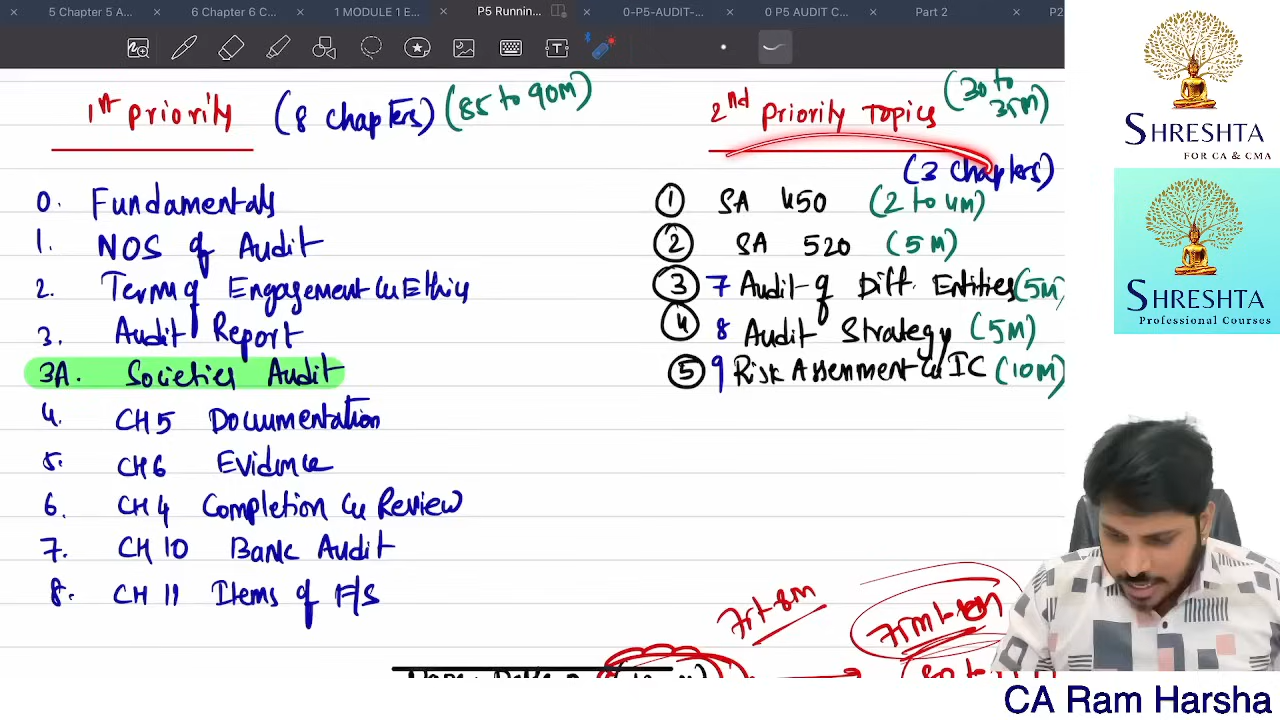 5 Chapter 5 A...
6 Chapter 6 C...
1 MODULE 1 E...
P5 Runnin...
0-P5-AUDIT-...
0 P5 AUDIT C...
Part 2
P2
1st Priority (8 chapters) (85 to 90M)
0. Fundamentals
1. NOS of Audit
2. Term of Engagement & Ethics
3. Audit Report
3A. Societies Audit
4. CH 5 Documentation
5. CH 6 Evidence
6. CH 4 Completion & Review
7. CH 10 Bank Audit
8. CH 11 Items of F/S
2nd Priority Topics (30 to 35M)
(3 chapters)
1 SA 450 (2 to 4M)
2 SA 520 (5M)
3 7 Audit of Diff. Entities (5M)
4 8 Audit Strategy (5M)
5 9 Risk Assessment & IC (10M)
SHRESHTA
FOR CA & CMA
SHRESHTA
Professional Courses
CA Ram Harsha